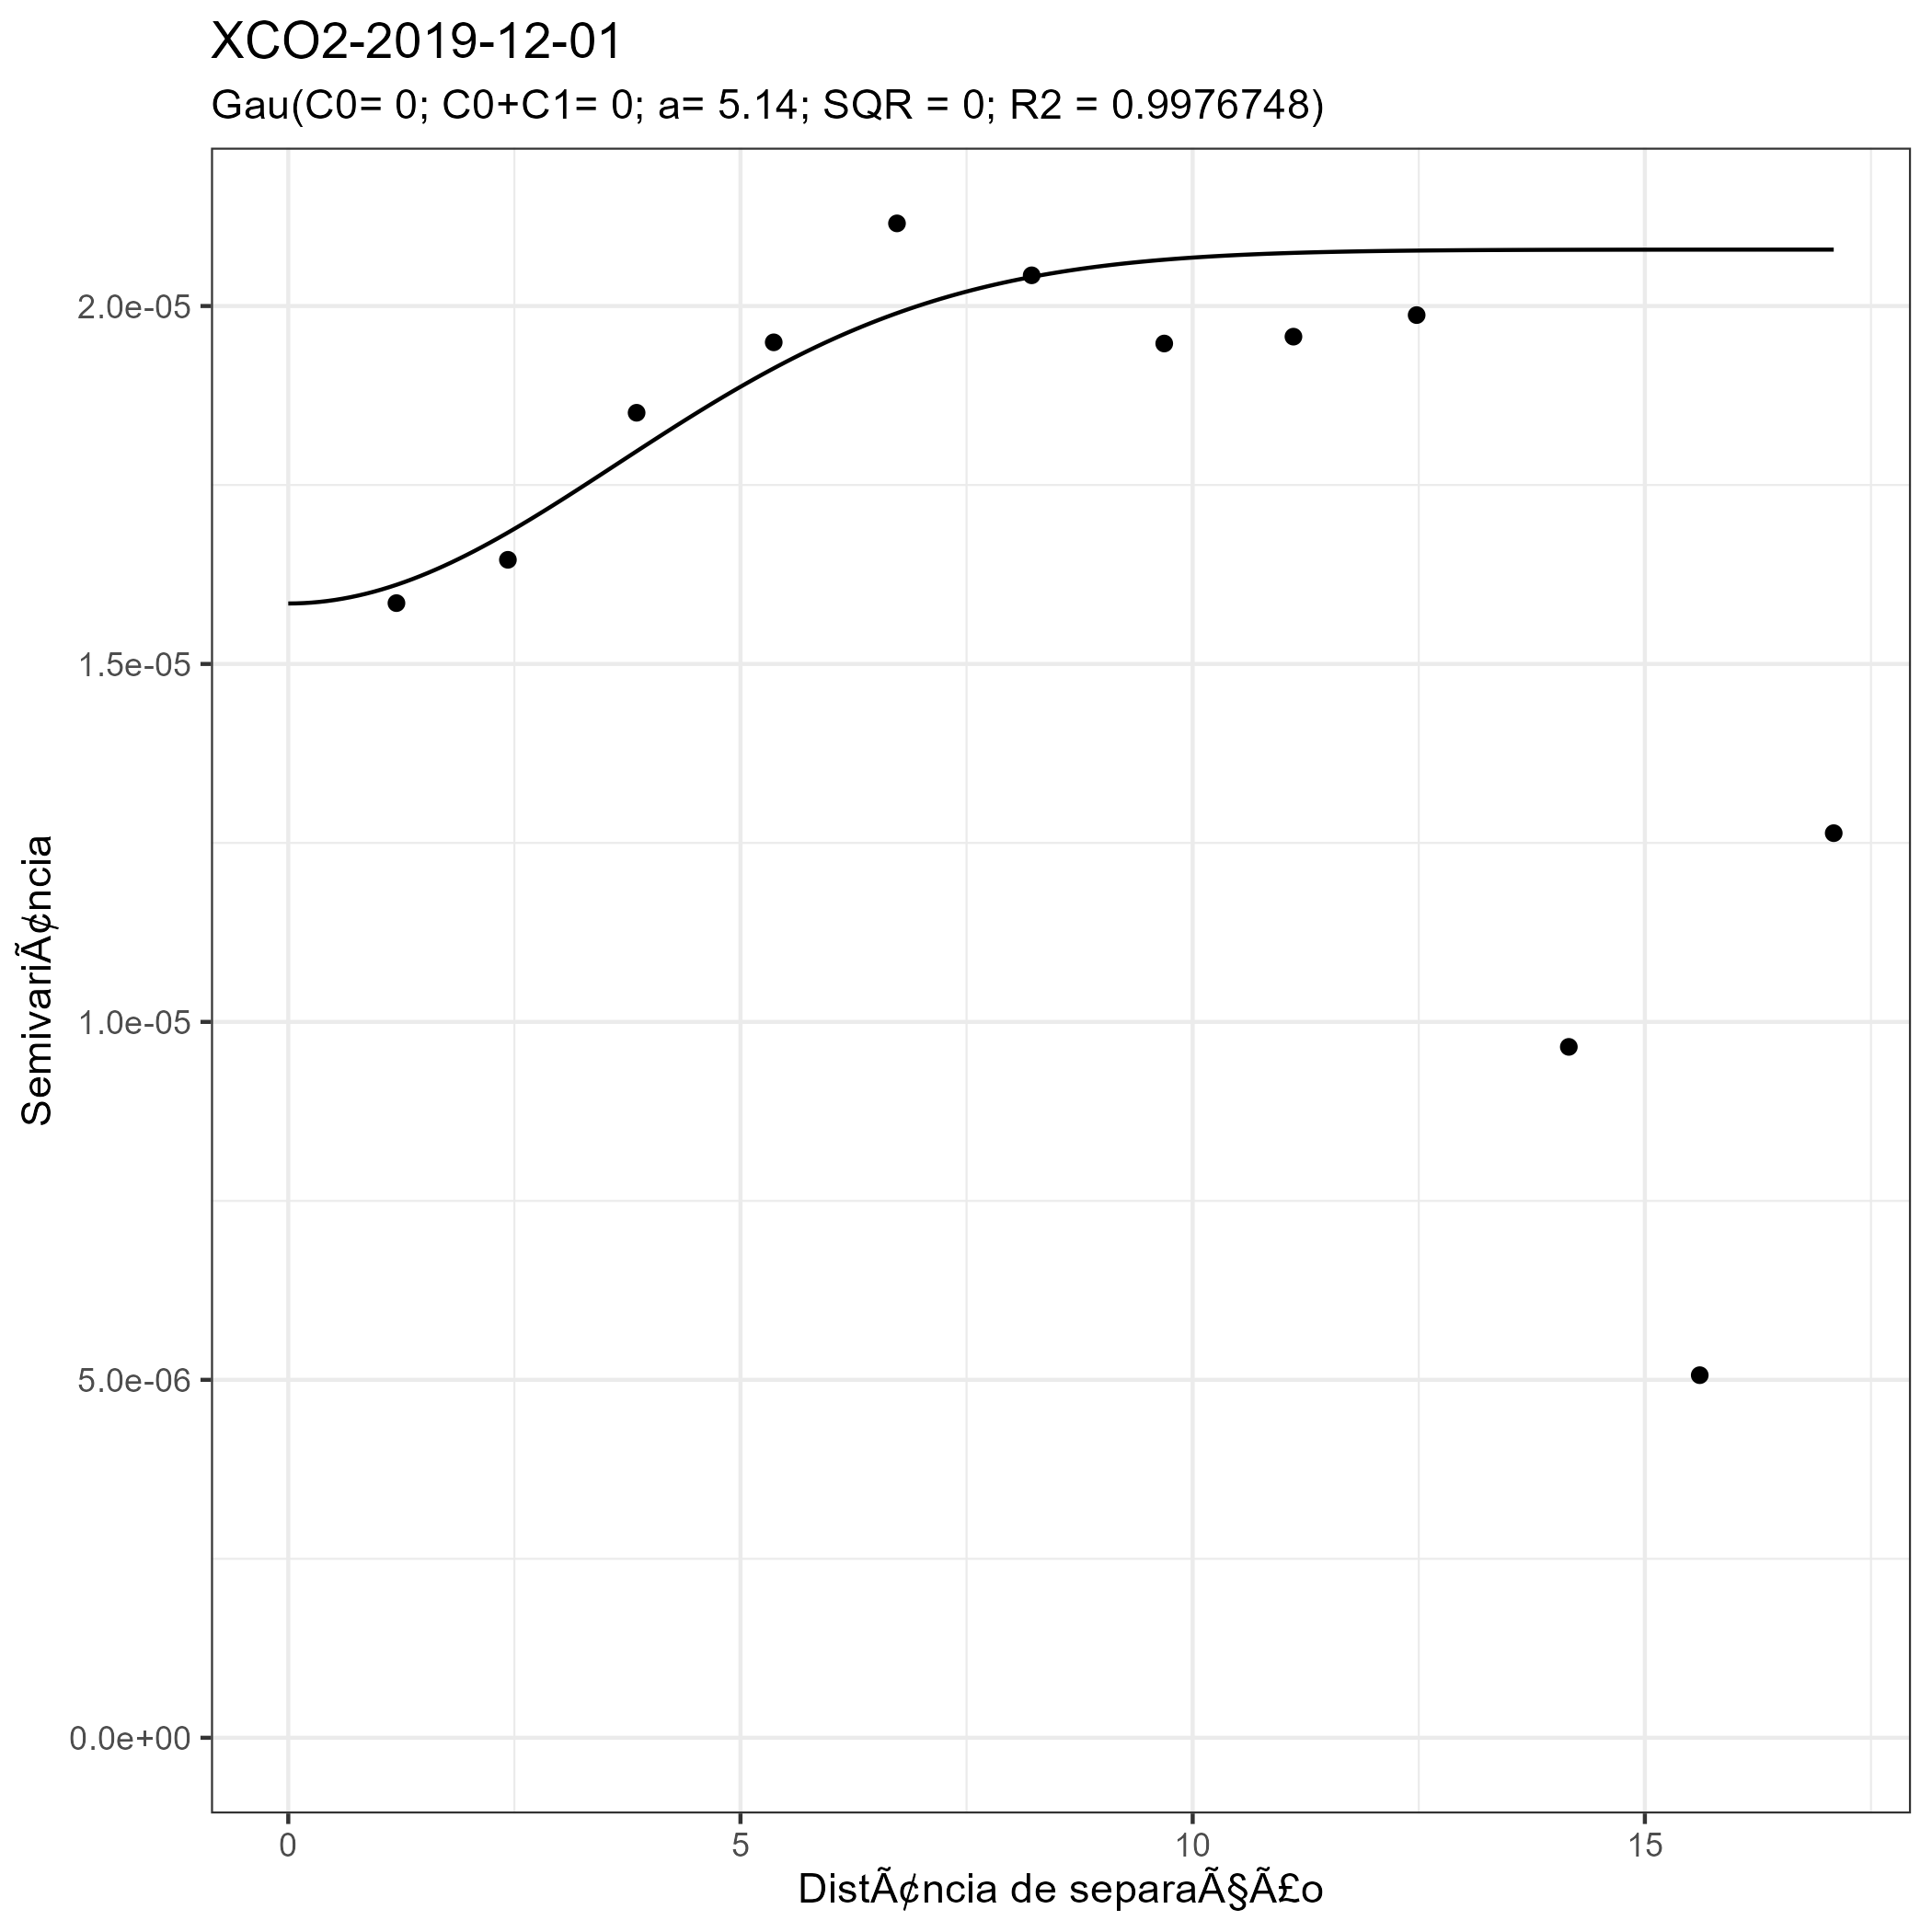 XCO2-2019-12-01
Gau(C0= 0; C0+C1= 0; a= 5.14; SQR = 0; R2 = 0.9976748)
SemivariÃ¢ncia
2.0e-05
1.5e-05
1.0e-05
5.0e-06
0.0e+00
0
5
10
15
DistÃ¢ncia de separaÃ§Ã£o